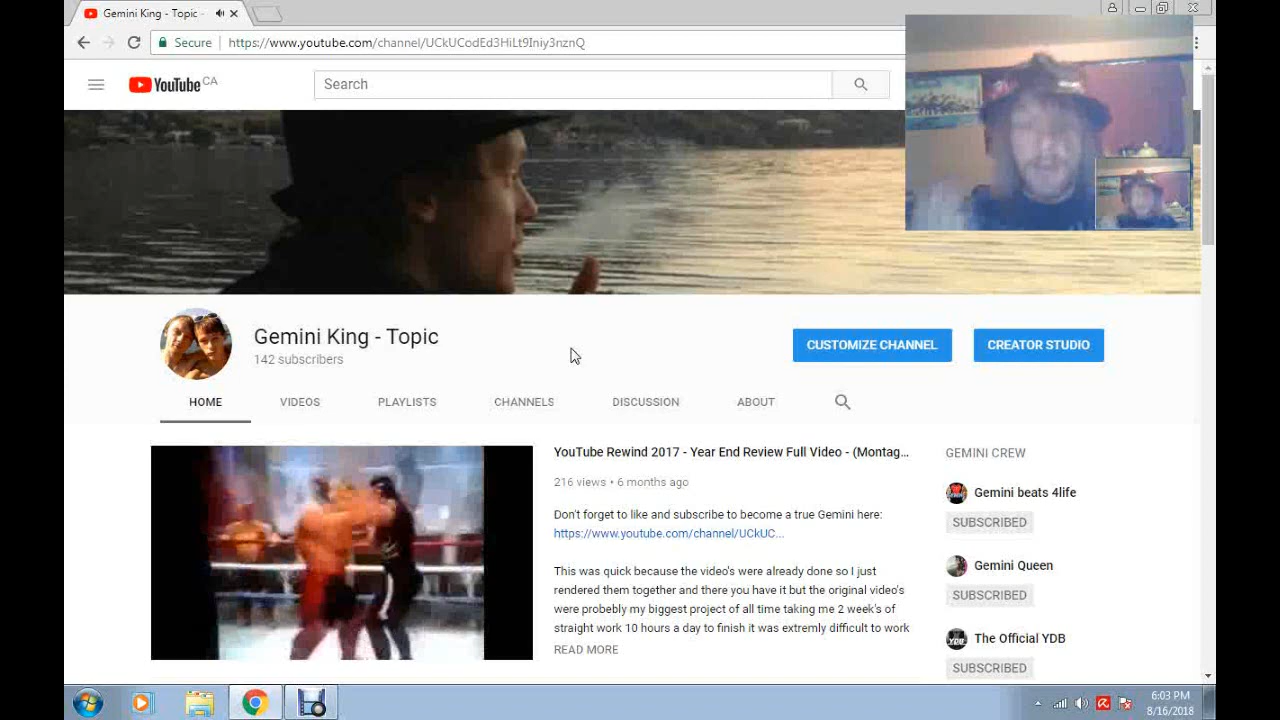 Gemini King - Topic -
Secure
https://www.youtube.com/channel/UCkUCodEd3HiLt9Iniy3nznQ
YouTube CA
Search
Gemini King - Topic
142 subscribers
CUSTOMIZE CHANNEL
CREATOR STUDIO
HOME
VIDEOS
PLAYLISTS
CHANNELS
DISCUSSION
ABOUT
YouTube Rewind 2017 - Year End Review Full Video - (Montag...
216 views • 6 months ago
Don't forget to like and subscribe to become a true Gemini here:
https://www.youtube.com/channel/UCkUC...
This was quick because the video's were already done so I just
rendered them together and there you have it but the original video's
were probebly my biggest project of all time taking me 2 week's of
straight work 10 hours a day to finish it was extremly difficult to work
READ MORE
GEMINI CREW
Gemini beats 4life
SUBSCRIBED
Gemini Queen
SUBSCRIBED
The Official YDB
SUBSCRIBED
6:03 PM
8/16/2018